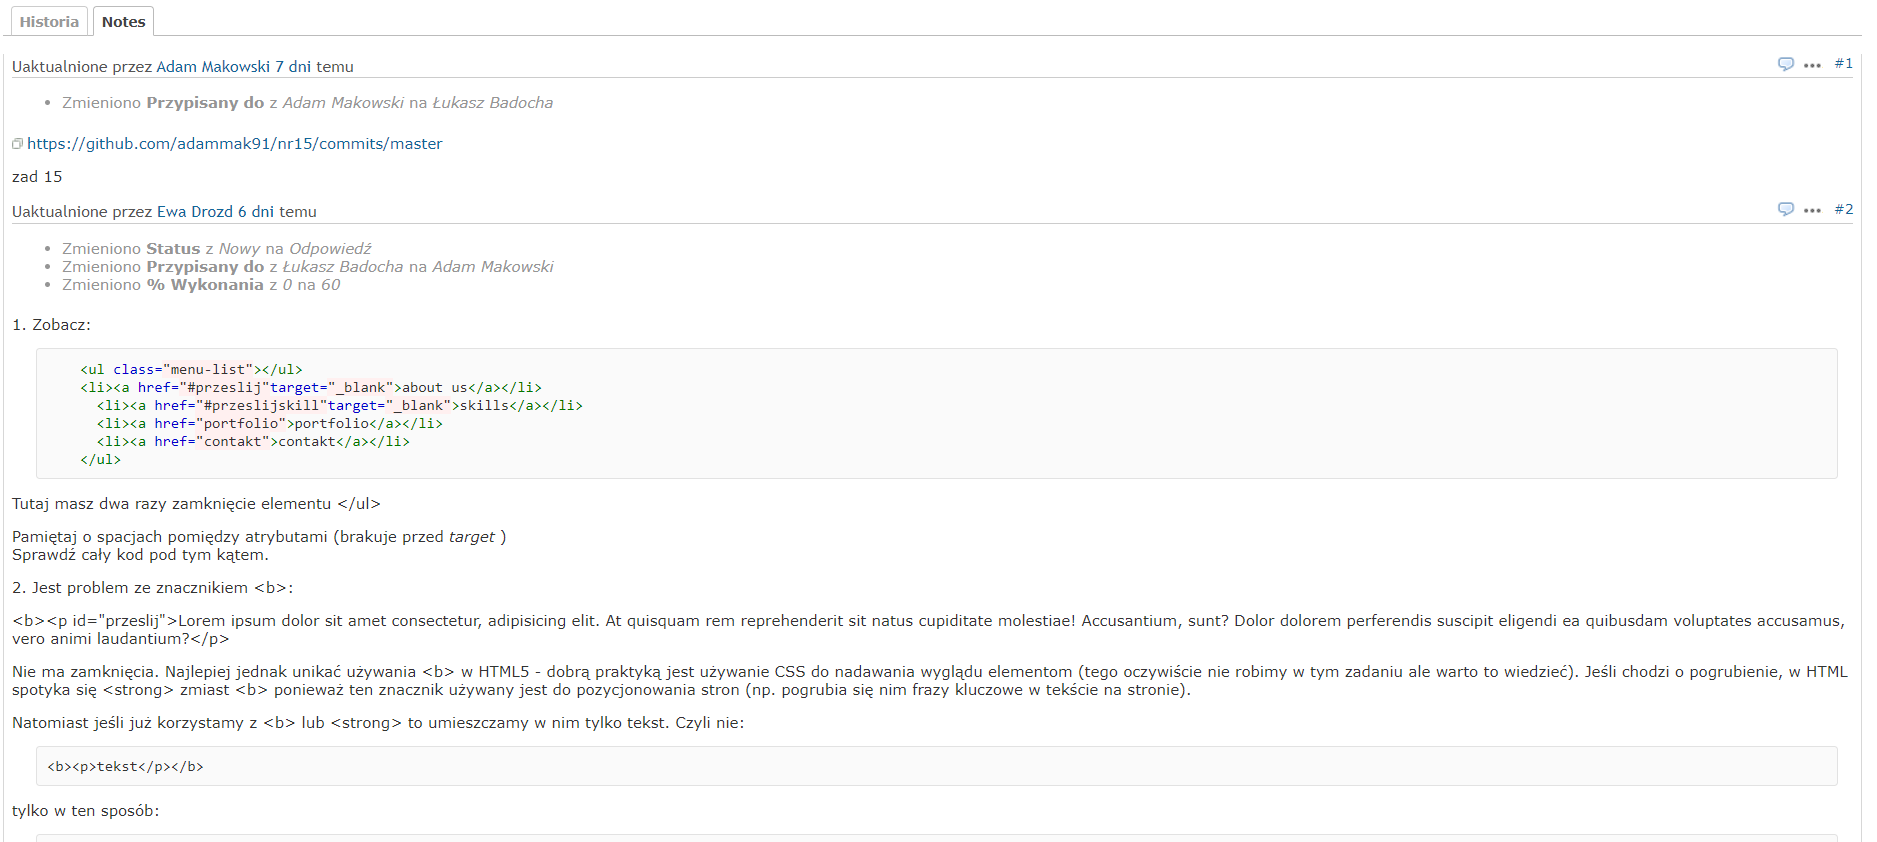 Historia Notes
Uaktualnione przez Adam Makowski 7 dni temu #1
Zmieniono Przypisany do z Adam Makowski na Łukasz Badocha
https://github.com/adammak91/nr15/commits/master
zad 15
Uaktualnione przez Ewa Drozd 6 dni temu #2
Zmieniono Status z Nowy na Odpowiedź
Zmieniono Przypisany do z Łukasz Badocha na Adam Makowski
Zmieniono % Wykonania z 0 na 60
1. Zobacz:
<ul class="menu-list"></ul>
<li><a href="#przeslij"target="_blank">about us</a></li>
<li><a href="#przeslijskill"target="_blank">skills</a></li>
<li><a href="portfolio">portfolio</a></li>
<li><a href="contakt">contakt</a></li>
</ul>
Tutaj masz dwa razy zamknięcie elementu </ul>
Pamiętaj o spacjach pomiędzy atrybutami (brakuje przed target )
Sprawdź cały kod pod tym kątem.
2. Jest problem ze znacznikiem <b>:
<b><p id="przeslij">Lorem ipsum dolor sit amet consectetur, adipisicing elit. At quisquam rem reprehenderit sit natus cupiditate molestiae! Accusantium, sunt? Dolor dolorem perferendis suscipit eligendi ea quibusdam voluptates accusamus,
vero animi laudantium?</p>
Nie ma zamknięcia. Najlepiej jednak unikać używania <b> w HTML5 - dobrą praktyką jest używanie CSS do nadawania wyglądu elementom (tego oczywiście nie robimy w tym zadaniu ale warto to wiedzieć). Jeśli chodzi o pogrubienie, w HTML
spotyka się <strong> zmiast <b> ponieważ ten znacznik używany jest do pozycjonowania stron (np. pogrubia się nim frazy kluczowe w tekście na stronie).
Natomiast jeśli już korzystamy z <b> lub <strong> to umieszczamy w nim tylko tekst. Czyli nie:
<b><p>tekst</p></b>
tylko w ten sposób: